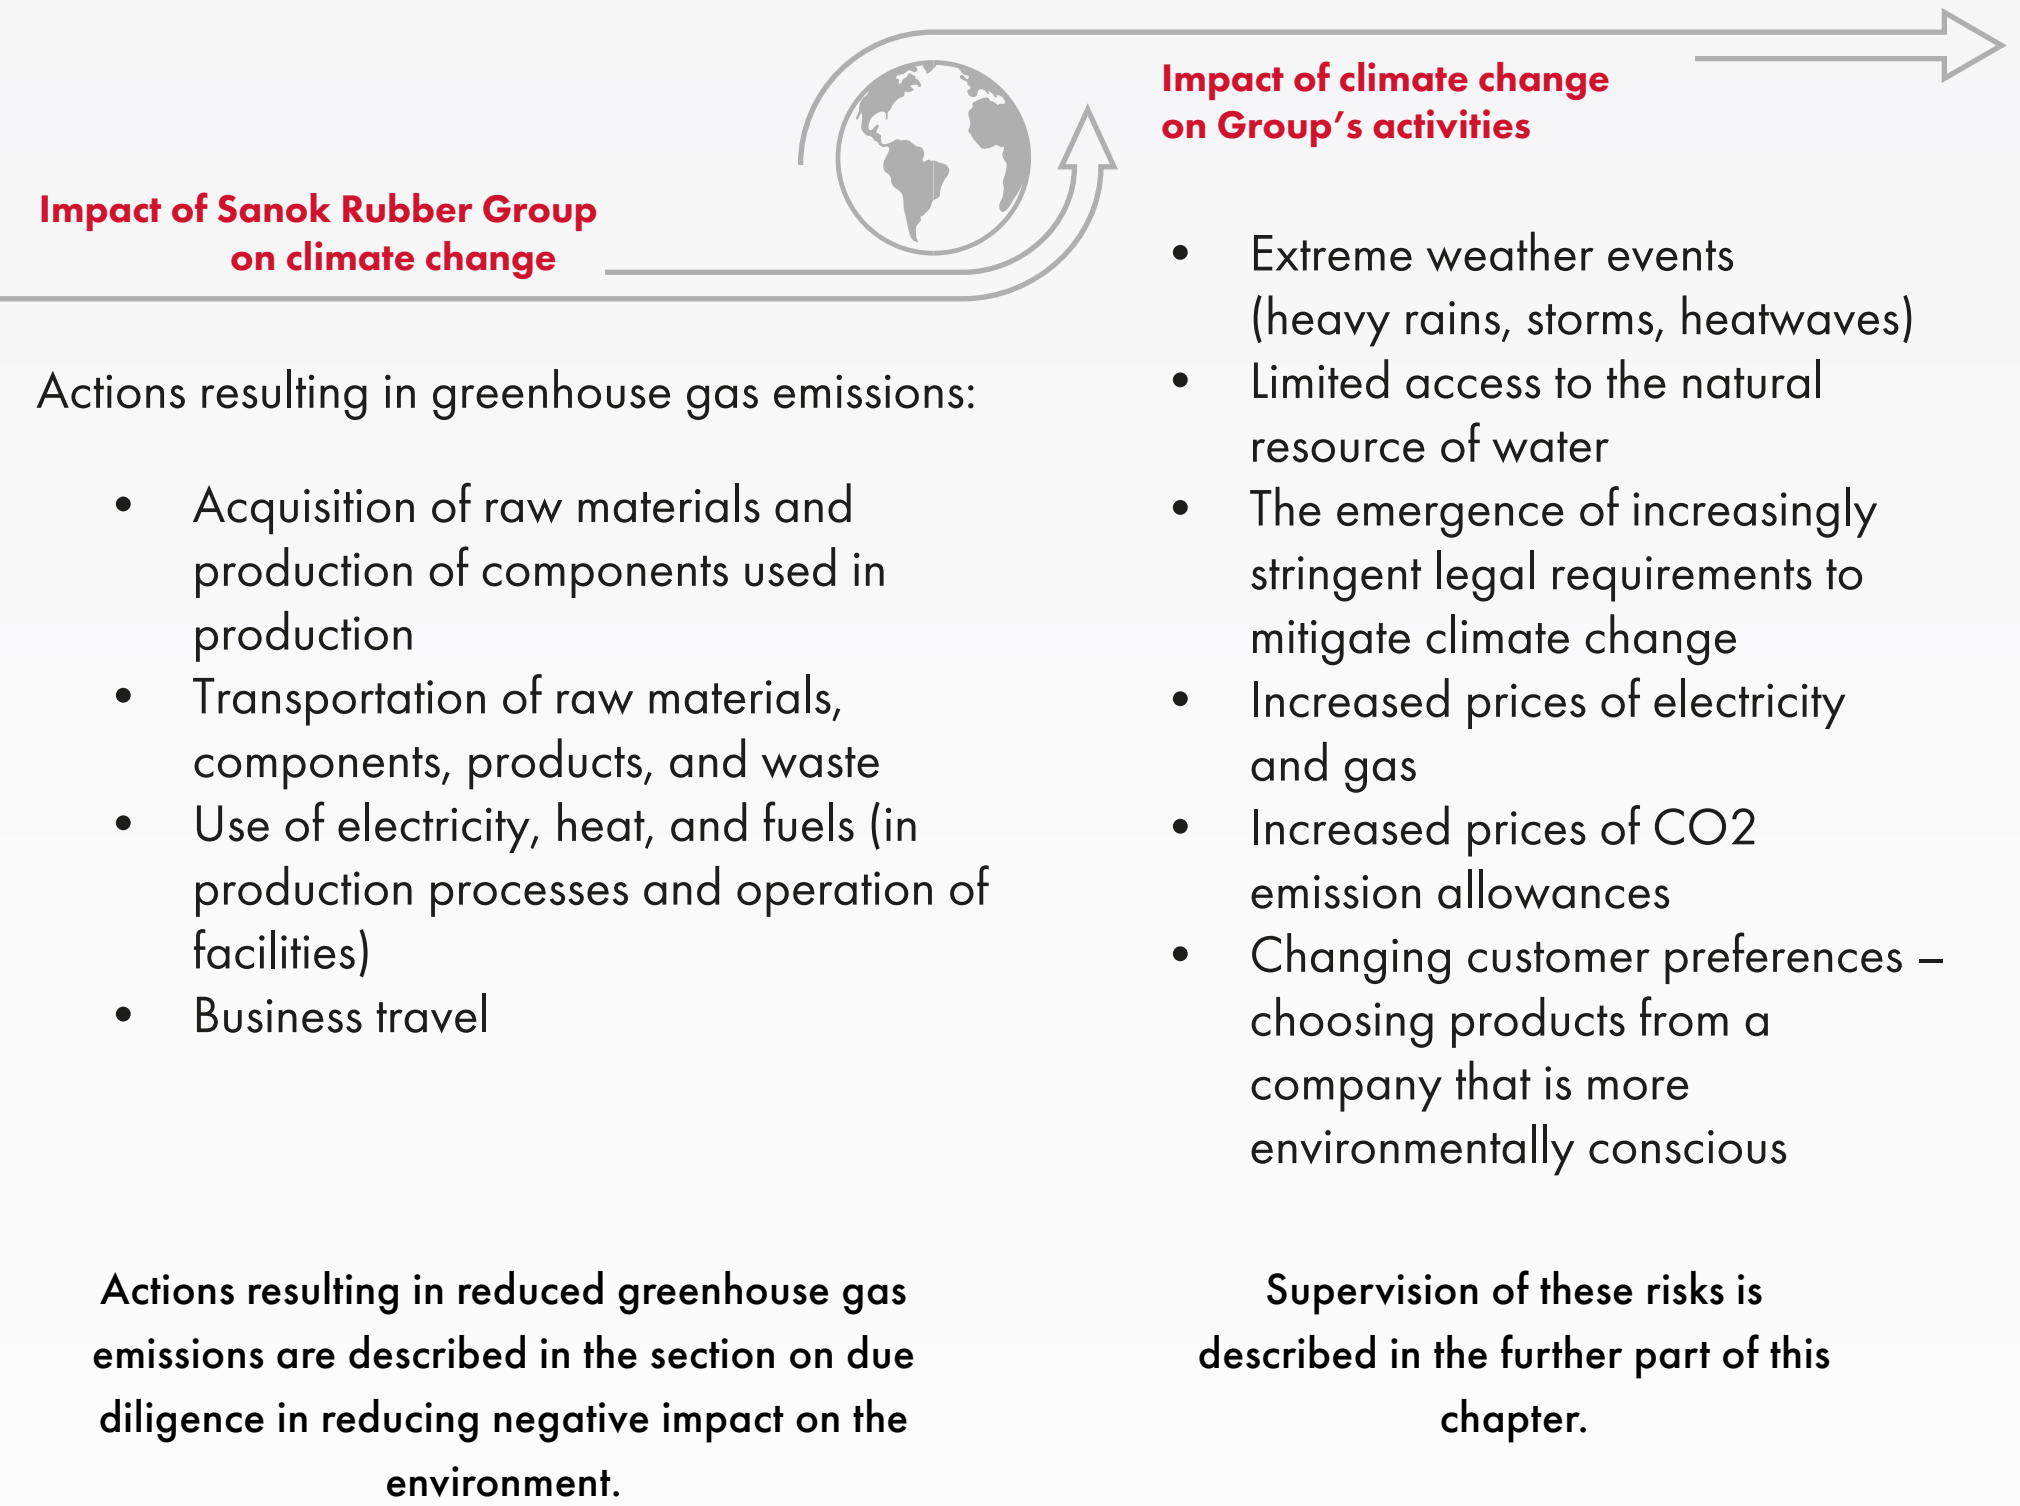 Impact of Sanok Rubber Group
on climate change
Actions resulting in greenhouse gas emissions:
• Acquisition of raw materials and
production of components used in
production
• Transportation of raw materials,
components, products, and waste
• Use of electricity, heat, and fuels (in
production processes and operation of
facilities)
• Business travel
Actions resulting in reduced greenhouse gas
emissions are described in the section on due
diligence in reducing negative impact on the
environment.
Impact of climate change
on Group’s activities
• Extreme weather events
(heavy rains, storms, heatwaves)
• Limited access to the natural
resource of water
• The emergence of increasingly
stringent legal requirements to
mitigate climate change
• Increased prices of electricity
and gas
• Increased prices of CO2
emission allowances
• Changing customer preferences –
choosing products from a
company that is more
environmentally conscious
Supervision of these risks is
described in the further part of this
chapter.